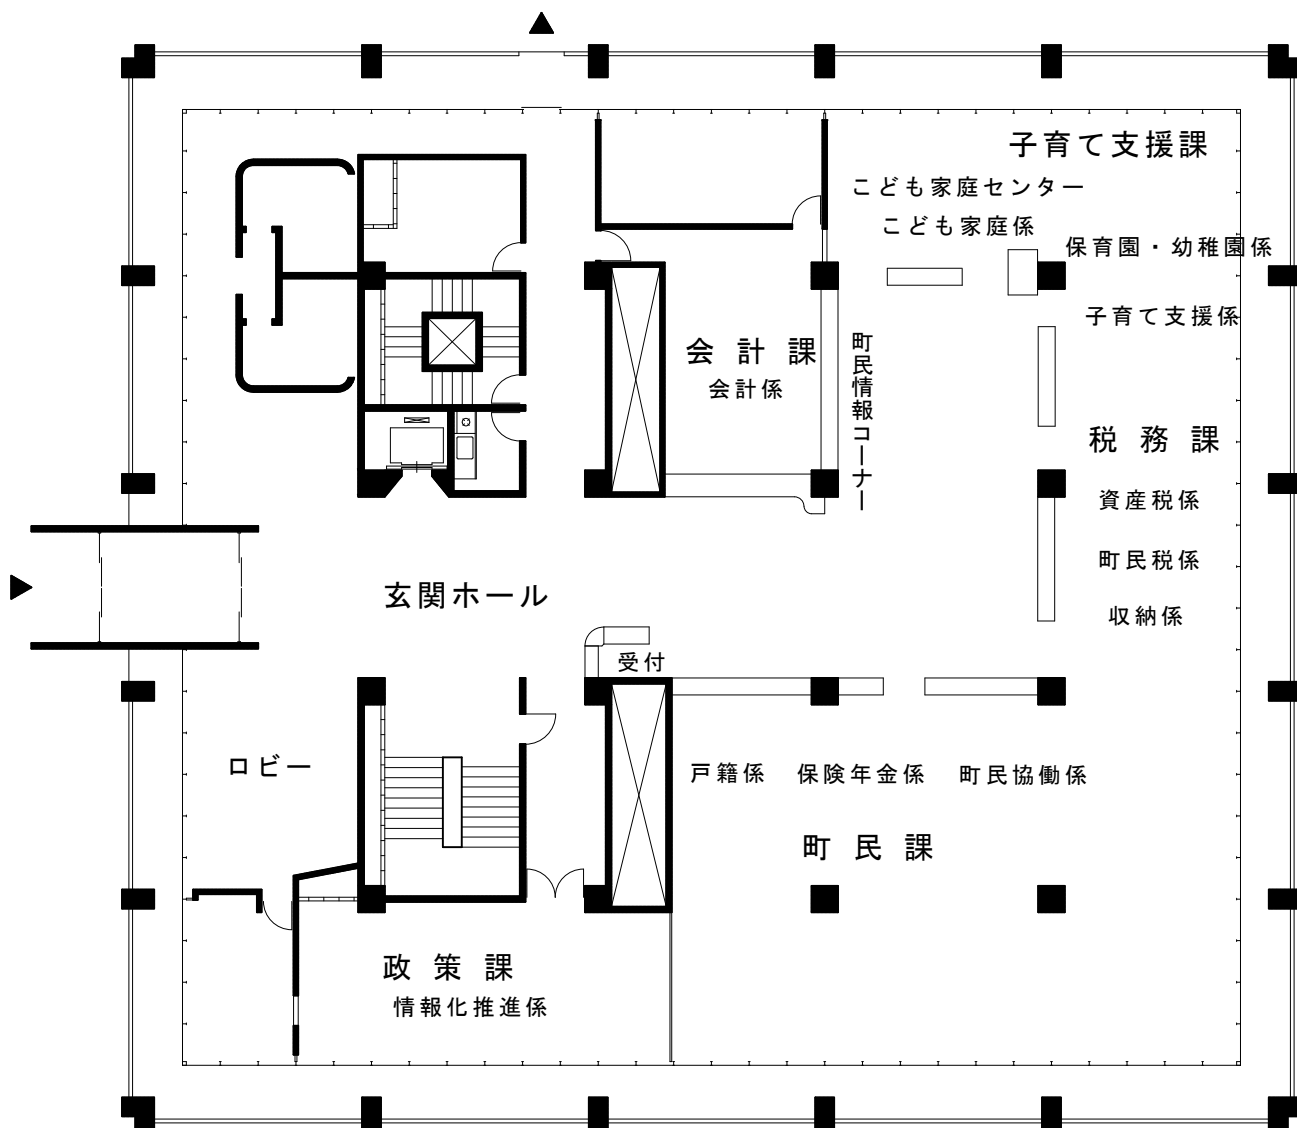 子育て支援課
こども家庭センター
こども家庭係
保育園・幼稚園係
子育て支援係
会計課
会計係
町民情報コーナー
税務課
資産税係
町民税係
収納係
玄関ホール
受付
ロビー
戸籍係
保険年金係
町民協働係
町民課
政策課
情報化推進係